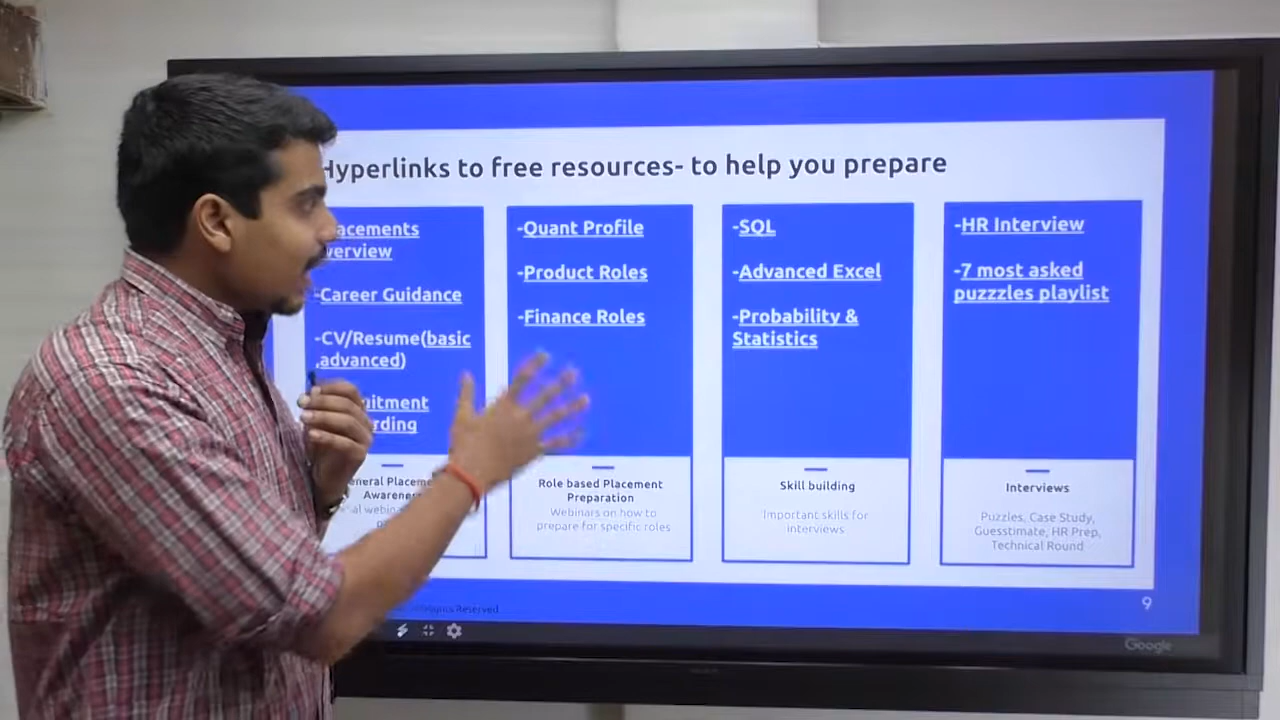 Hyperlinks to free resources- to help you prepare
-Quant Profile
-Product Roles
-Finance Roles
Role based Placement
Preparation
Webinars on how to
prepare for specific roles
-SQL
-Advanced Excel
-Probability &
Statistics
Skill building
Important skills for
interviews
-HR Interview
-7 most asked
puzzzles playlist
Interviews
Puzzles, Case Study,
Guesstimate, HR Prep,
Technical Round
-Career Guidance
-CV/Resume(basic
,advanced)
Reserved
9
Google